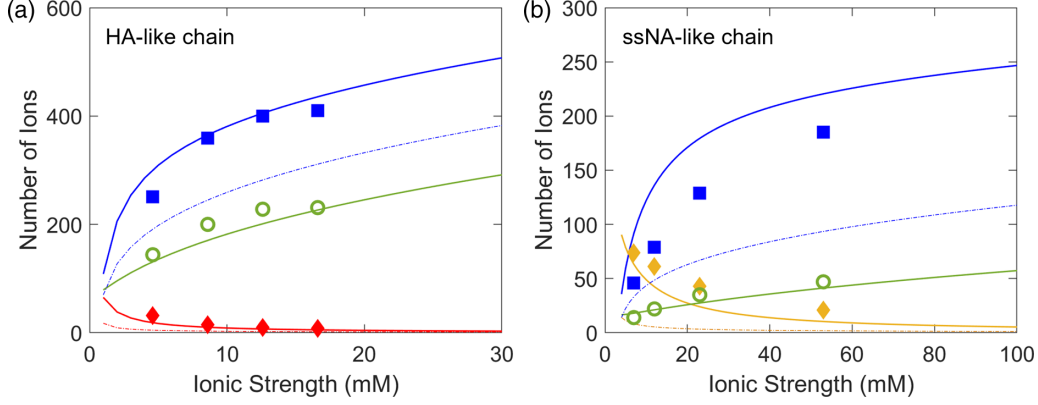 (a)
HA-like chain
600
400
200
0
Number of Ions
0
10
20
30
Ionic Strength (mM)
(b)
ssNA-like chain
300
250
200
150
100
50
0
Number of Ions
0
20
40
60
80
100
Ionic Strength (mM)